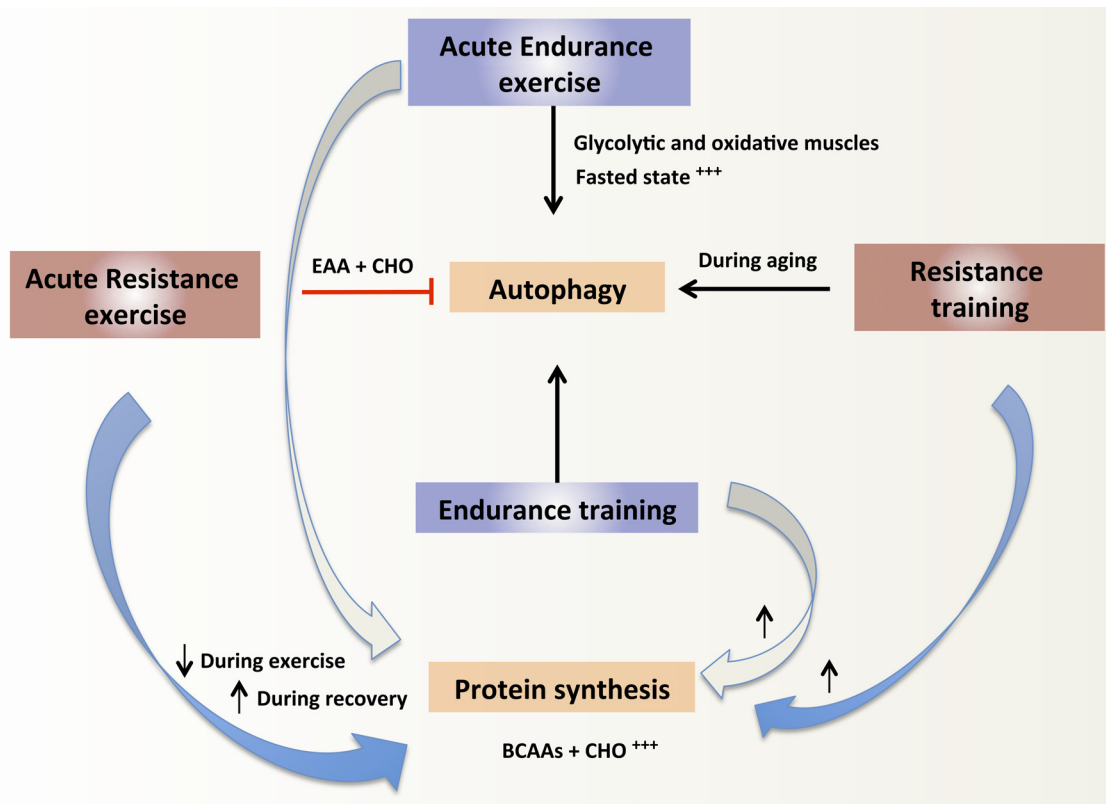 Acute Endurance
exercise
Glycolytic and oxidative muscles
Fasted state +++
EAA + CHO
During aging
Acute Resistance
exercise
Autophagy
Resistance
training
Endurance training
During exercise
During recovery
Protein synthesis
BCAAs + CHO +++